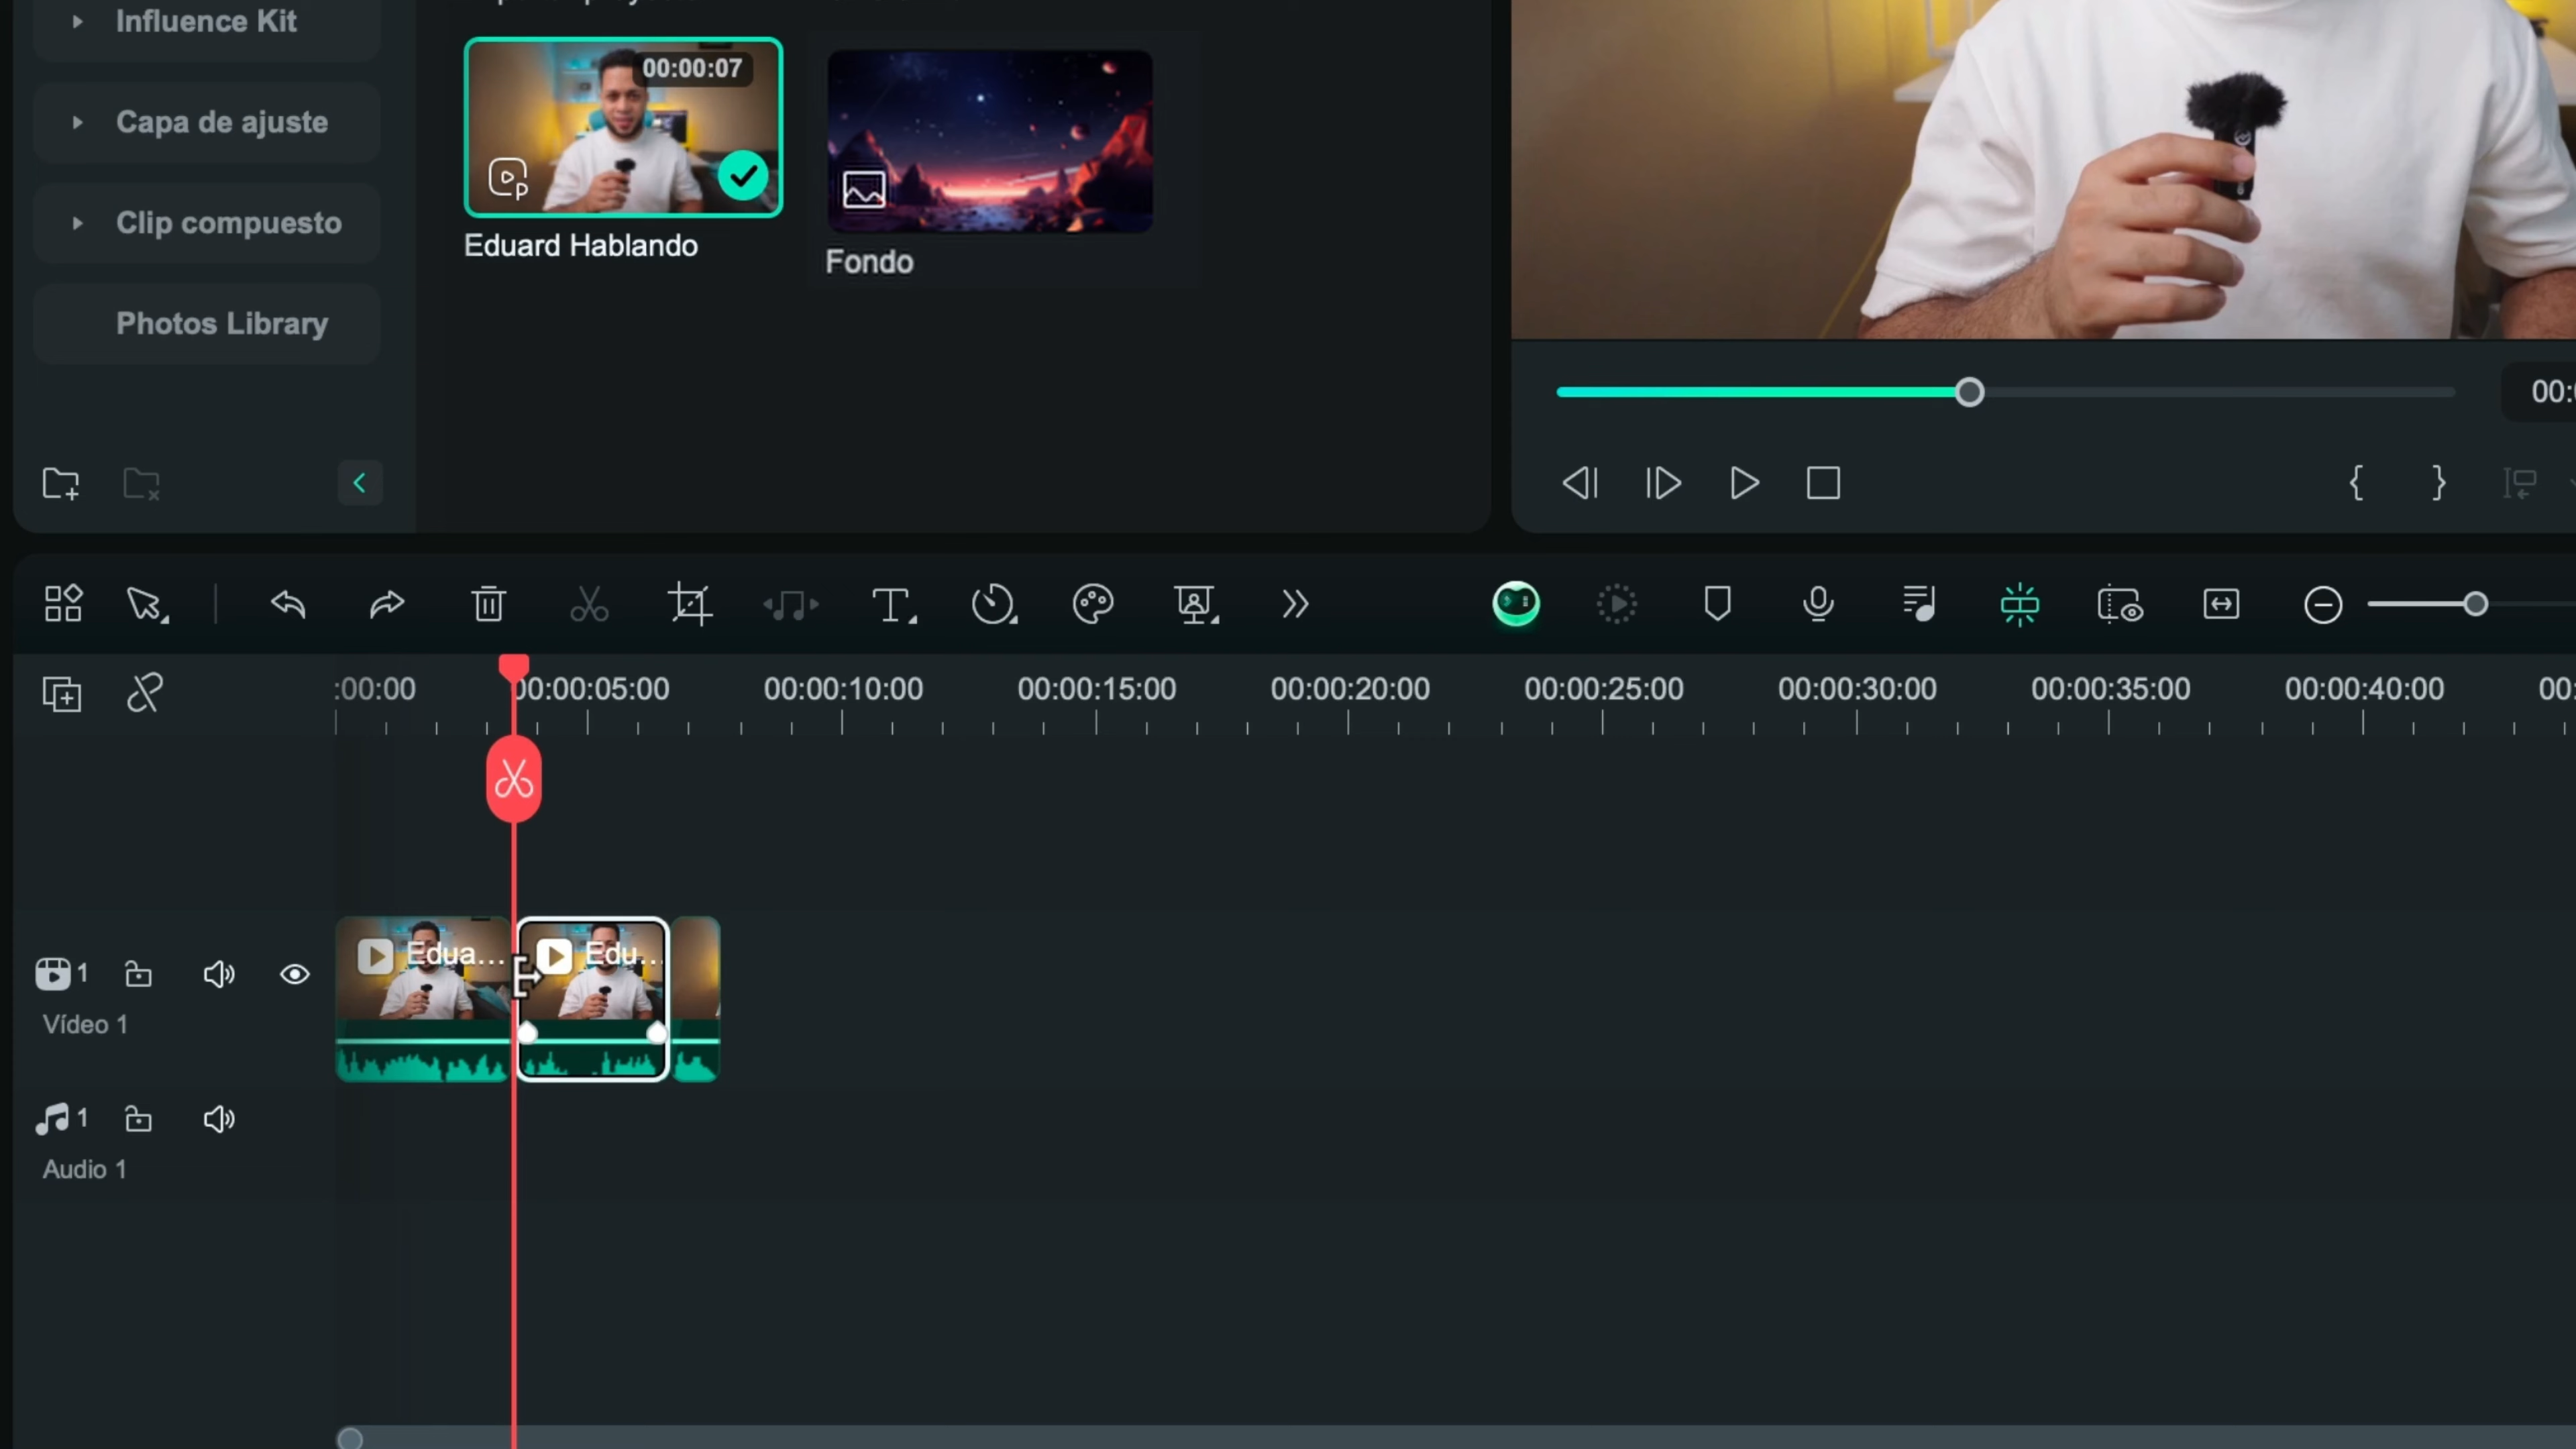 Influence Kit
Capa de ajuste
Clip compuesto
Photos Library
00:00:07
Eduard Hablando
Fondo
00:
:00:00
00:00:05:00
00:00:10:00
00:00:15:00
00:00:20:00
00:00:25:00
00:00:30:00
00:00:35:00
00:00:40:00
00:
Edua...
Edu...
1
Vídeo 1
1
Audio 1